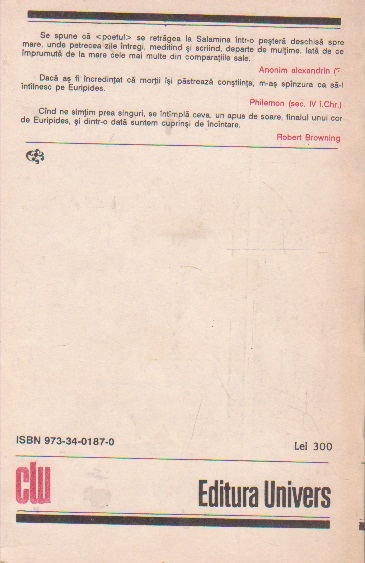 Se spune că <poetul> se retrăgea la Salamina într-o peșteră deschisă spre
mare, unde petrecea zile întregi, meditînd și scriind, departe de mulțime. Iată de ce
împrumută de la mare cele mai multe din comparațiile sale.
Anonim alexandrin (?
Dacă aș fi încredințat că morții își păstrează conștiința, m-aș spînzura ca să-l
întîlnesc pe Euripides.
Philemon (sec. IV î.Chr.)
Cînd ne simțim prea singuri, se întîmplă ceva, un apus de soare, finalul unui cor
de Euripides, și dintr-o dată suntem cuprinși de încîntare.
Robert Browning
ISBN 973-34-0187-0
Lei 300
clu
Editura Univers